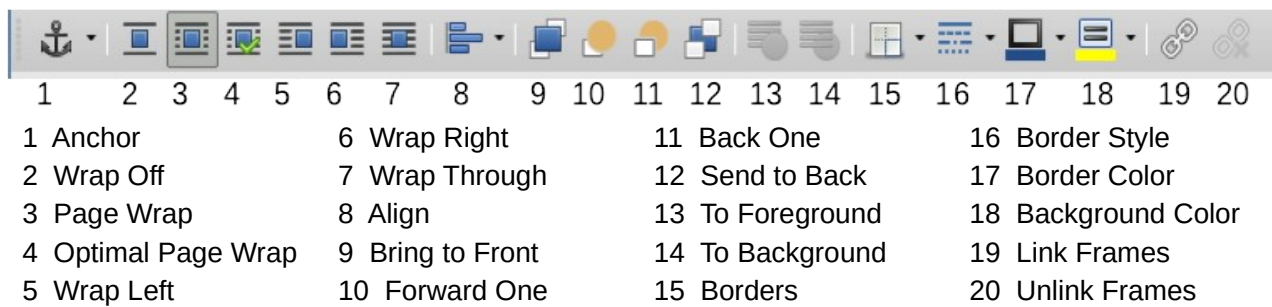 1 2 3 4 5 6 7 8 9 10 11 12 13 14 15 16 17 18 19 20
1 Anchor
2 Wrap Off
3 Page Wrap
4 Optimal Page Wrap
5 Wrap Left
6 Wrap Right
7 Wrap Through
8 Align
9 Bring to Front
10 Forward One
11 Back One
12 Send to Back
13 To Foreground
14 To Background
15 Borders
16 Border Style
17 Border Color
18 Background Color
19 Link Frames
20 Unlink Frames